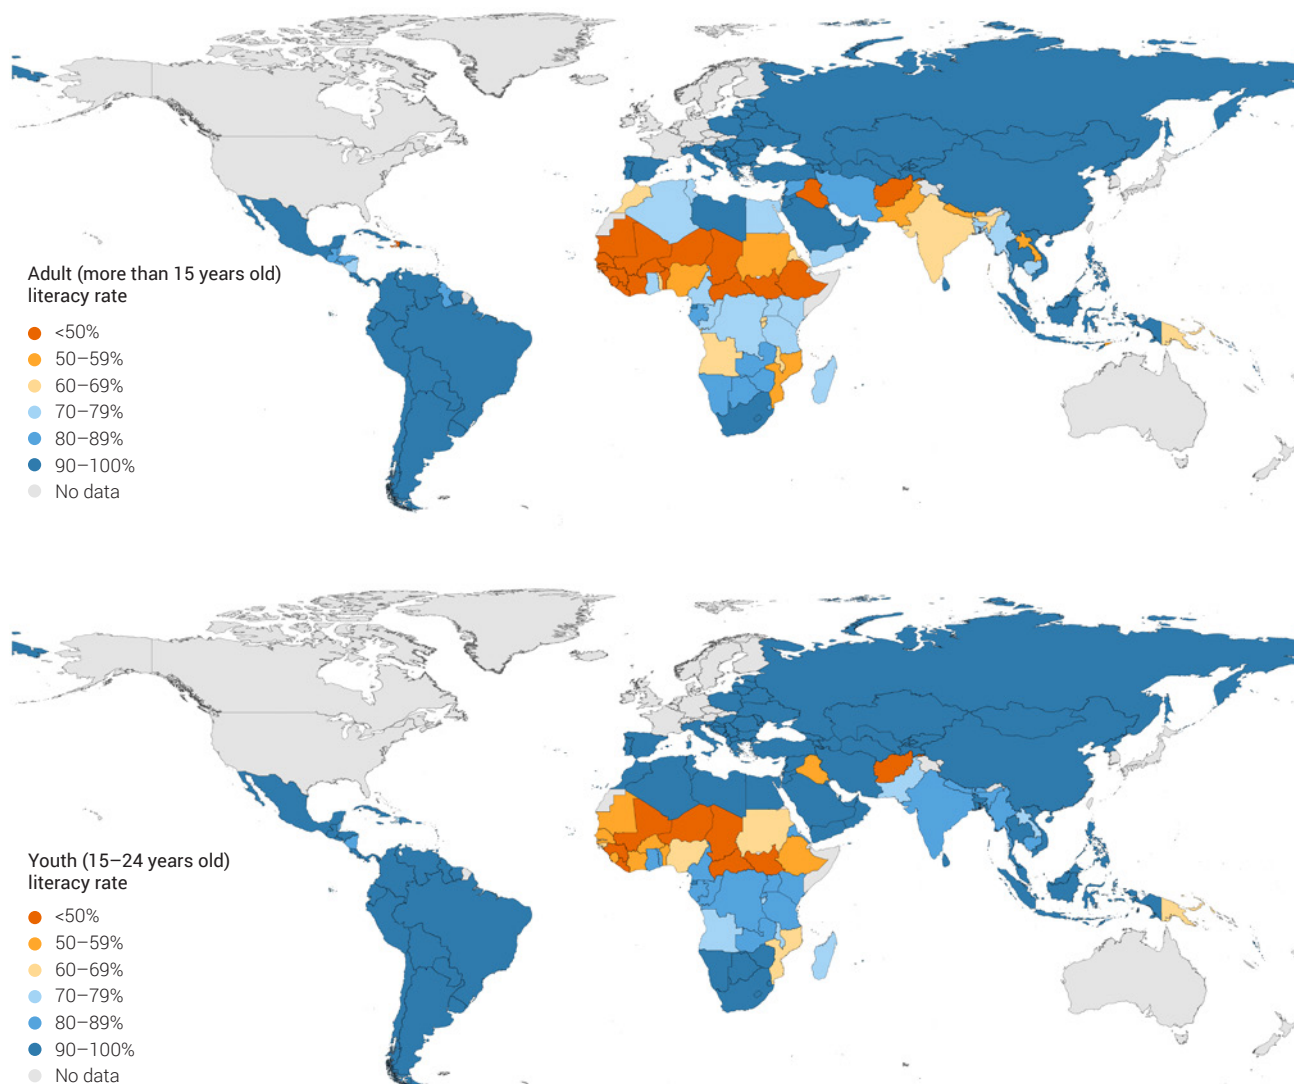 Adult (more than 15 years old)
literacy rate
<50%
50–59%
60–69%
70–79%
80–89%
90–100%
No data
Youth (15–24 years old)
literacy rate
<50%
50–59%
60–69%
70–79%
80–89%
90–100%
No data